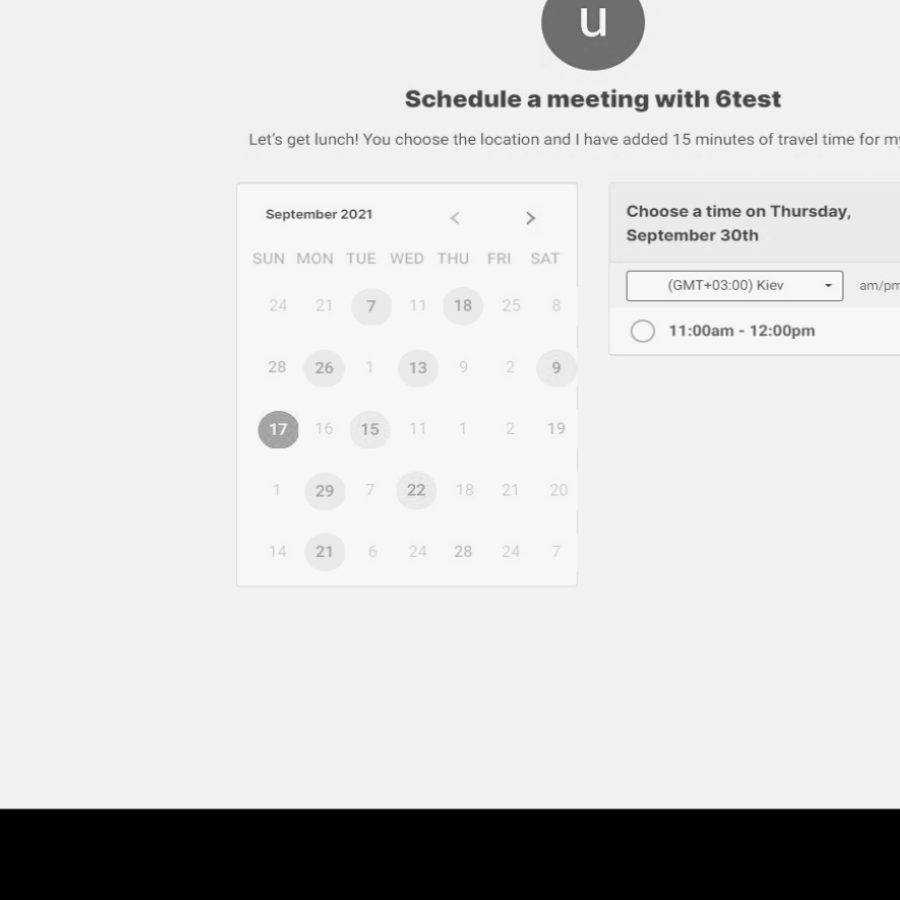 u
Schedule a meeting with 6test
Let's get lunch! You choose the location and I have added 15 minutes of travel time for my
September 2021 < >
SUN MON TUE WED THU FRI SAT
24 21 7 11 18 25 8
28 26 1 13 9 2 9
17 16 15 11 1 2 19
1 29 7 22 18 21 20
14 21 6 24 28 24 7
Choose a time on Thursday,
September 30th
(GMT+03:00) Kiev am/pm
11:00am - 12:00pm